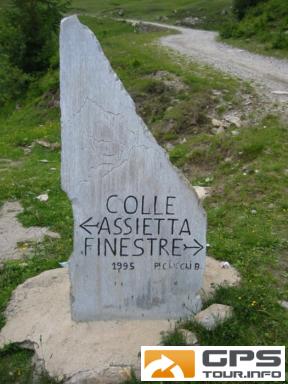 COLLE
←ASSIETTA
FINESTRE→
1995
GPS
TOUR.INFO